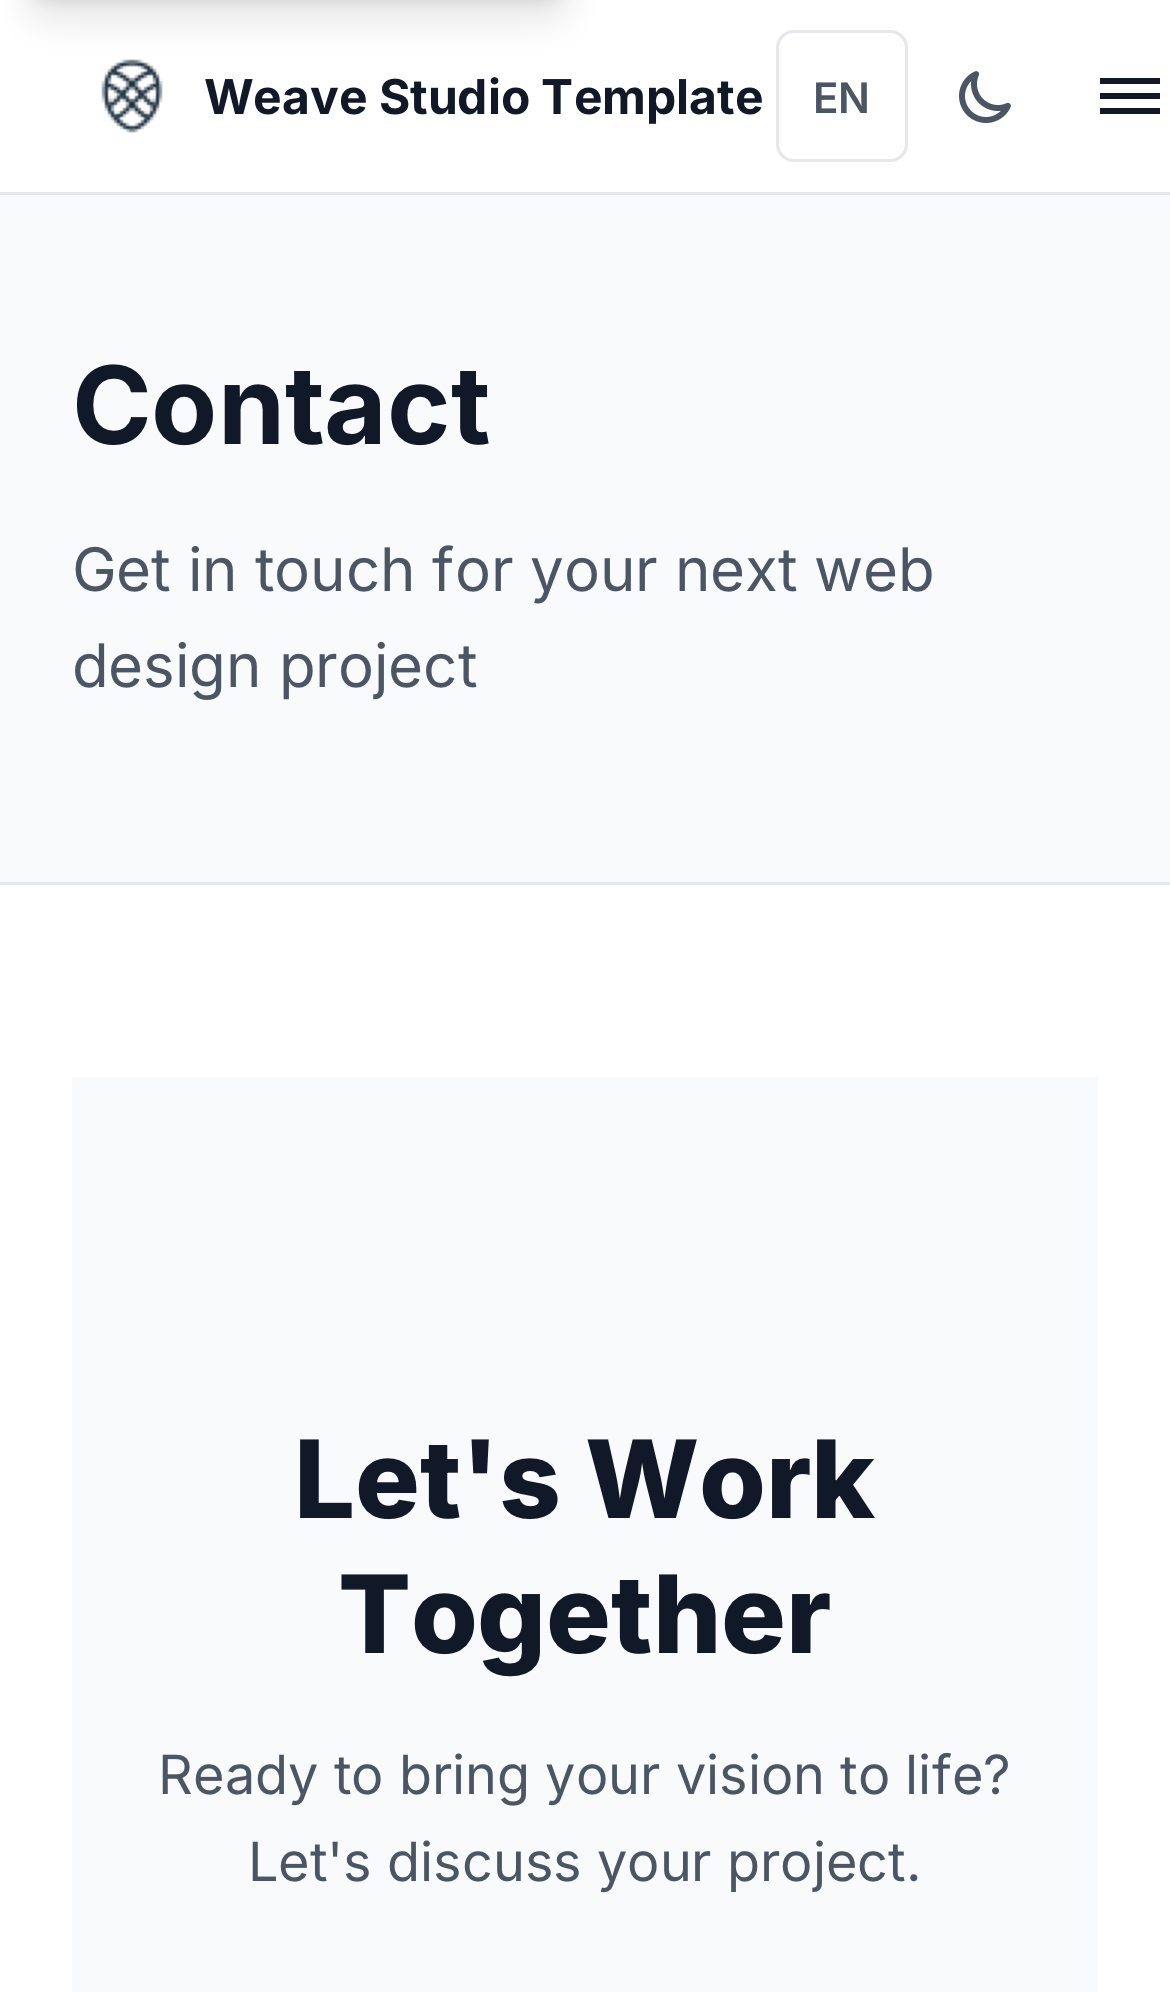 Weave Studio Template
EN
Contact
Get in touch for your next web
design project
Let's Work
Together
Ready to bring your vision to life?
Let's discuss your project.